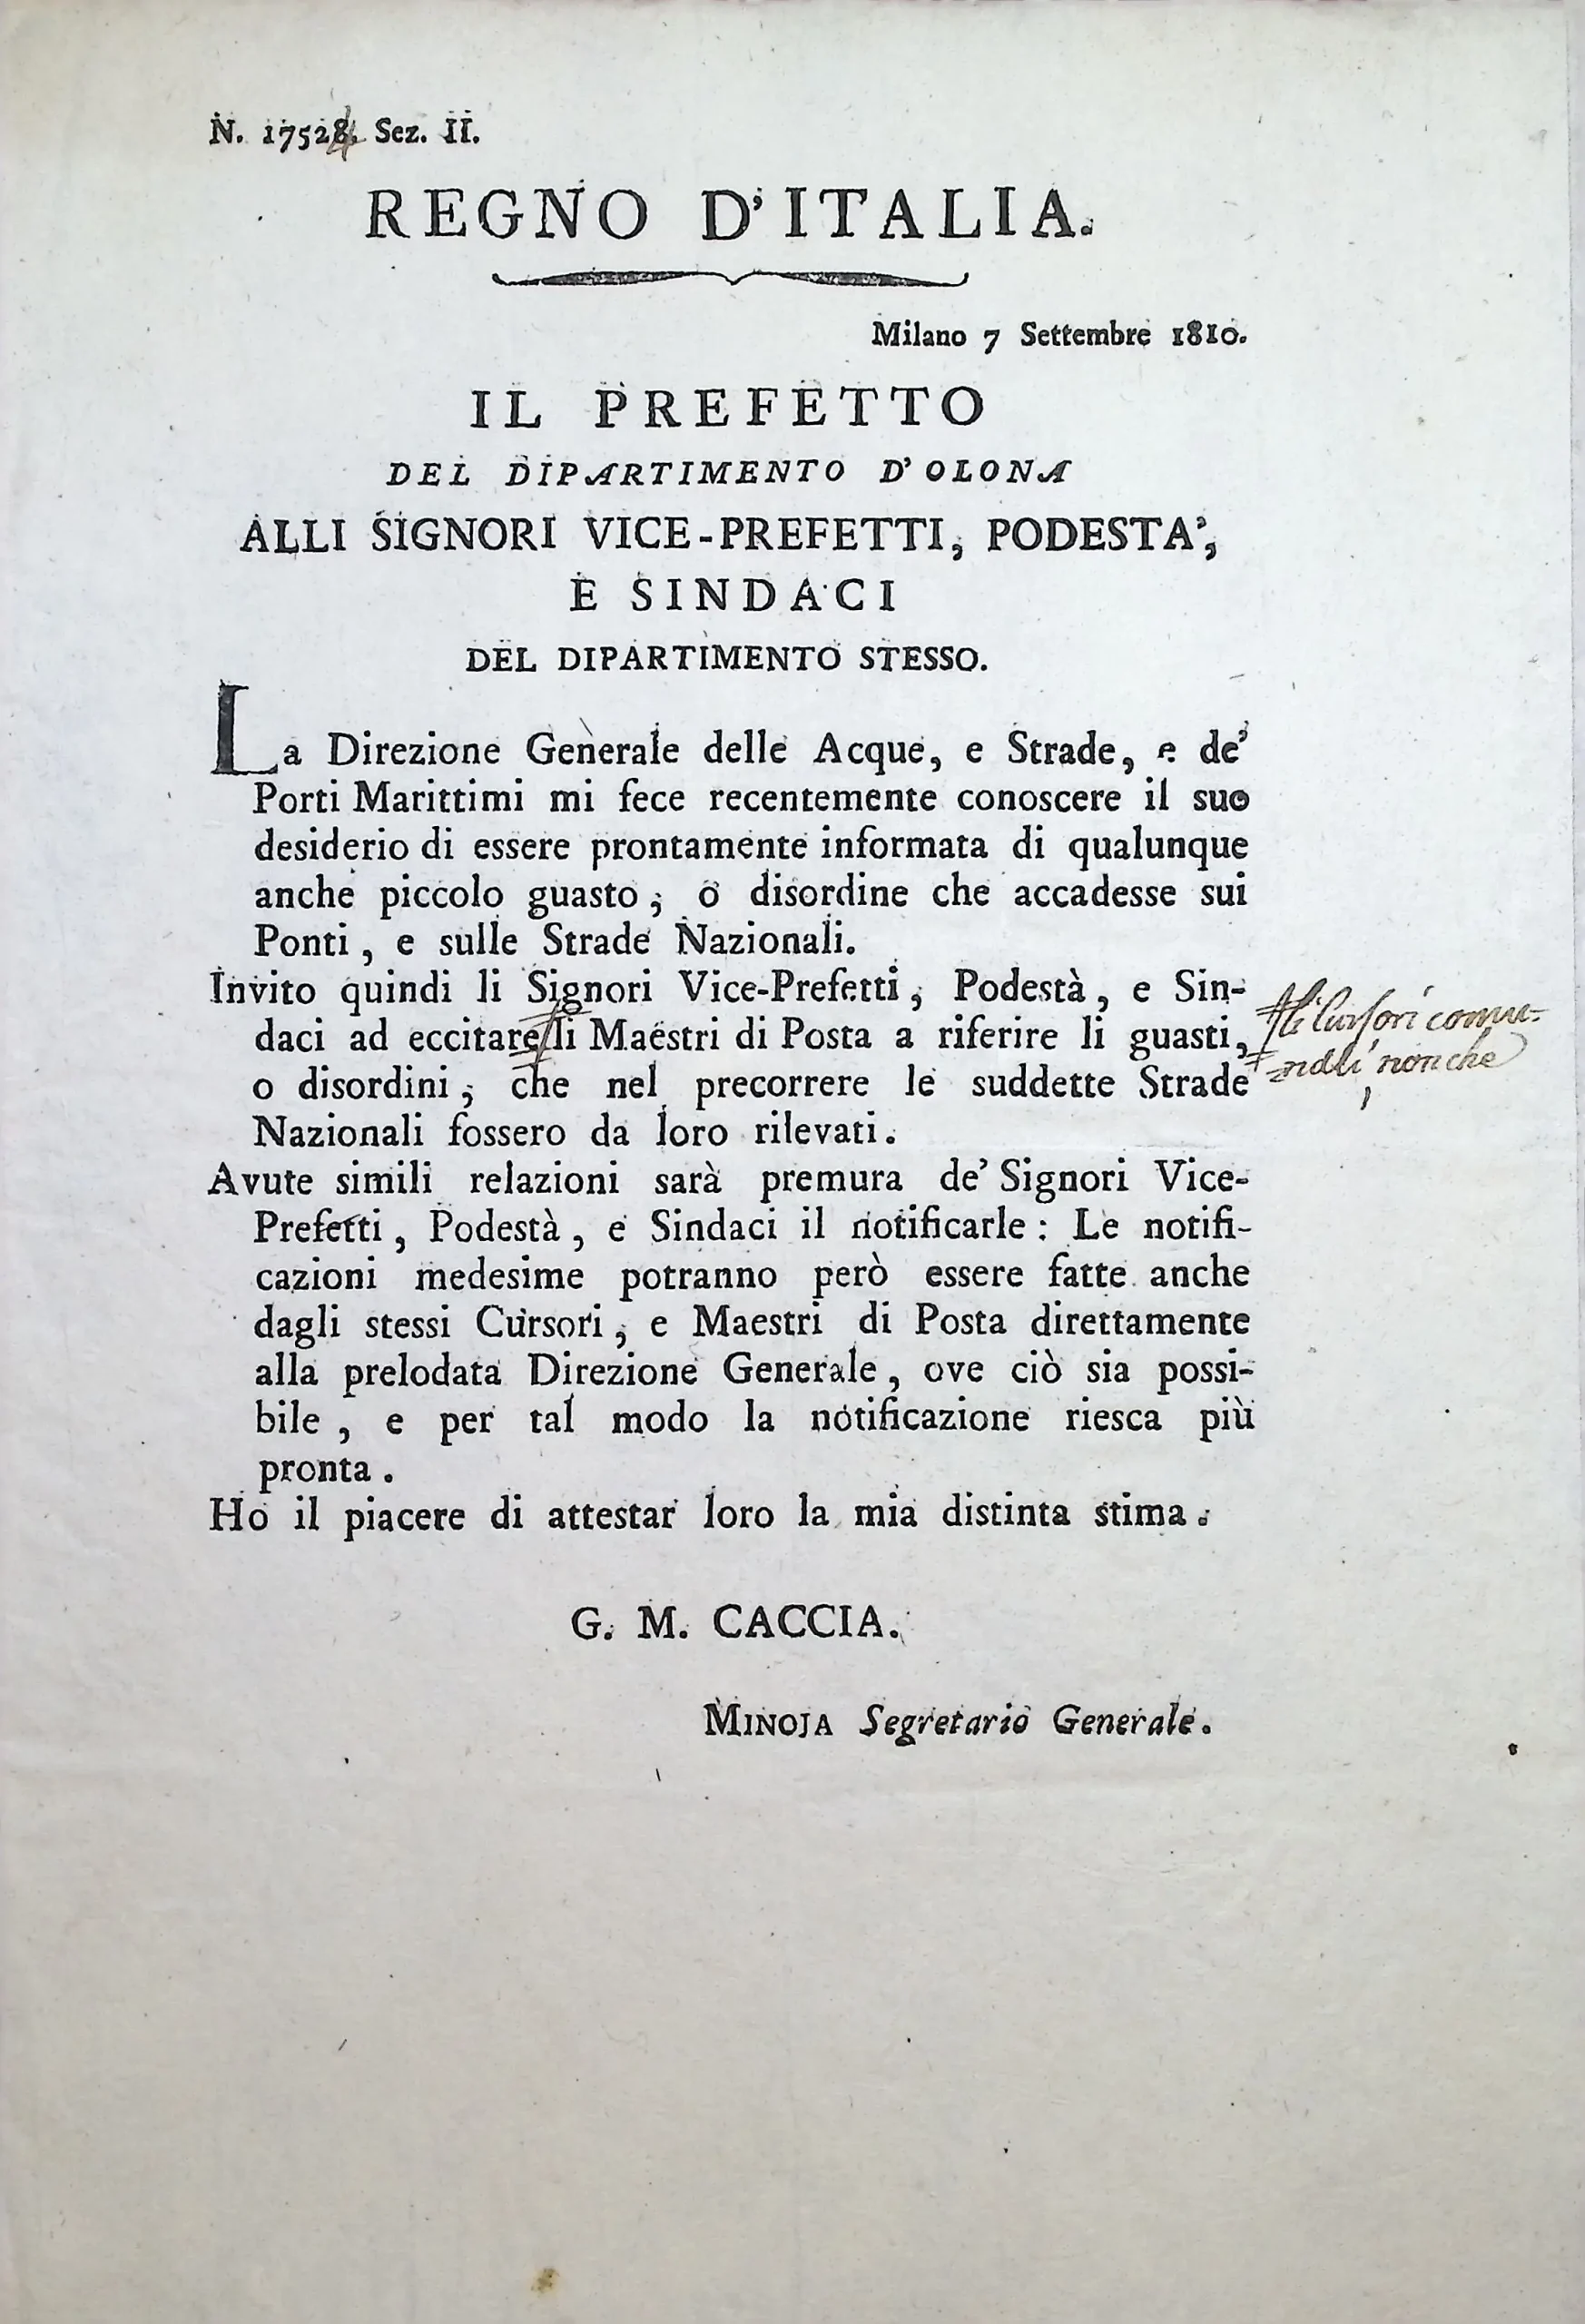 N. 17524. Sez. II.
REGNO D'ITALIA.
Milano 7 Settembre 1810.
IL PREFETTO
DEL DIPARTIMENTO D'OLONA
ALLI SIGNORI VICE-PREFETTI, PODESTA',
E SINDACI
DEL DIPARTIMENTO STESSO.
La Direzione Generale delle Acque, e Strade, e de'
Porti Marittimi mi fece recentemente conoscere il suo
desiderio di essere prontamente informata di qualunque
anche piccolo guasto, o disordine che accadesse sui
Ponti, e sulle Strade Nazionali.
Invito quindi li Signori Vice-Prefetti, Podestà, e Sin-
daci ad eccitare ǂ li Maestri di Posta a riferire li guasti,
o disordini, che nel precorrere le suddette Strade
Nazionali fossero da loro rilevati.
ǂ li Cursori comu-
nali, non che
Avute simili relazioni sarà premura de' Signori Vice-
Prefetti, Podestà, e Sindaci il notificarle: Le notifi-
cazioni medesime potranno però essere fatte anche
dagli stessi Cursori, e Maestri di Posta direttamente
alla prelodata Direzione Generale, ove ciò sia possi-
bile, e per tal modo la notificazione riesca più
pronta.
Ho il piacere di attestar loro la mia distinta stima.
G. M. CACCIA.
MINOJA Segretario Generale.